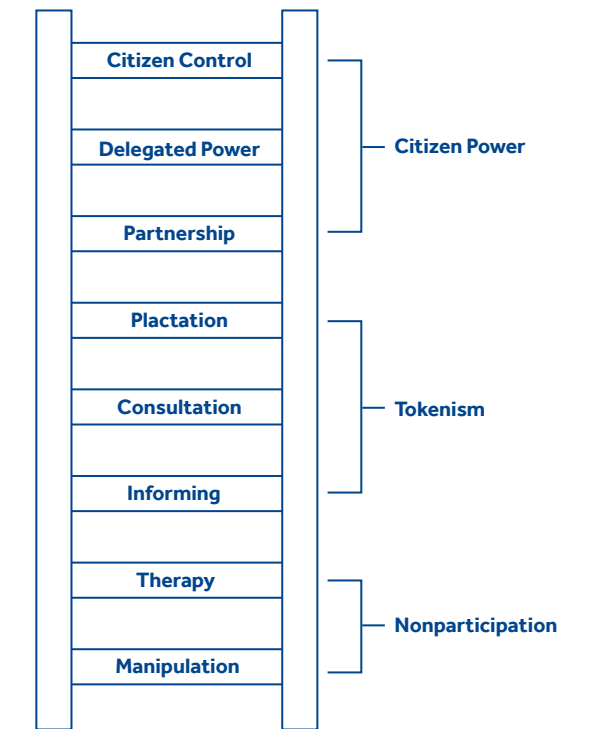 Citizen Control
Delegated Power
Citizen Power
Partnership
Plactation
Consultation
Tokenism
Informing
Therapy
Nonparticipation
Manipulation